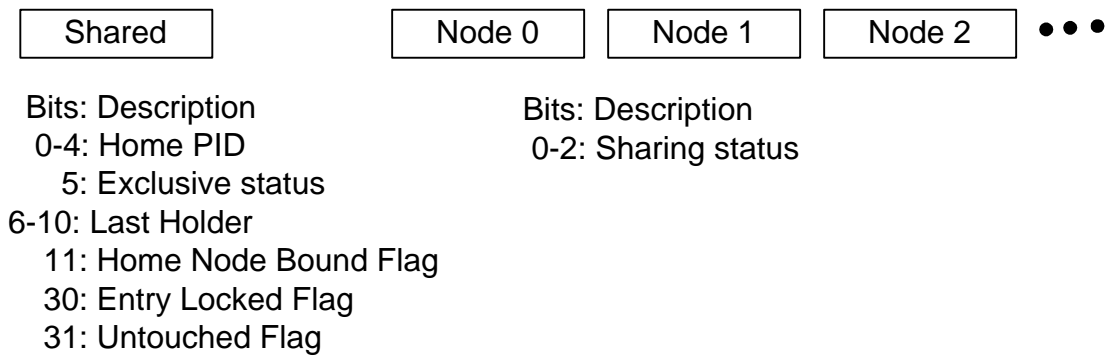 Shared
Node 0
Node 1
Node 2
•••
Bits: Description
0-4: Home PID
5: Exclusive status
6-10: Last Holder
11: Home Node Bound Flag
30: Entry Locked Flag
31: Untouched Flag
Bits: Description
0-2: Sharing status